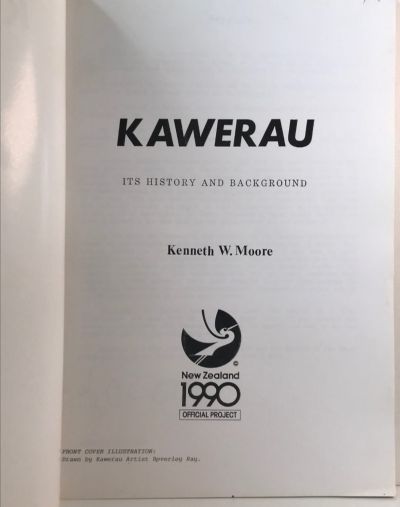 KAWERAU
ITS HISTORY AND BACKGROUND
Kenneth W. Moore
©
New Zealand
1990
OFFICIAL PROJECT
FRONT COVER ILLUSTRATION:
Drawn by Kawerau Artist Beverley Ray.